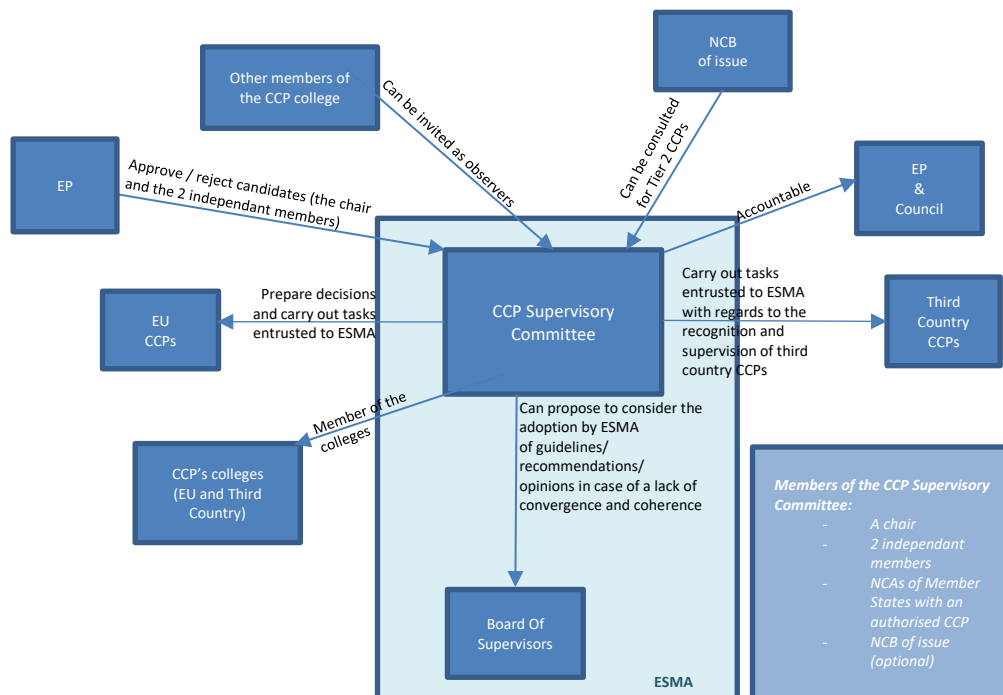 NCB
of issue
Other members of
the CCP college
Can be invited as
observers
Can be consulted
for Tier 2 CCPs
EP
Approve / reject candidates (the chair
and the 2 independant members)
Accountable
EP
&
Council
EU
CCPs
Prepare decisions
and carry out tasks
entrusted to ESMA
CCP Supervisory
Committee
Carry out tasks
entrusted to ESMA
with regards to the
recognition and
supervision of third
country CCPs
Third
Country
CCPs
Member of the
colleges
CCP's colleges
(EU and Third
Country)
Can propose to consider the
adoption by ESMA
of guidelines/
recommendations/
opinions in case of a lack of
convergence and coherence
Board Of
Supervisors
ESMA
Members of the CCP Supervisory
Committee:
- A chair
- 2 independant
members
- NCAs of Member
States with an
authorised CCP
- NCB of issue
(optional)